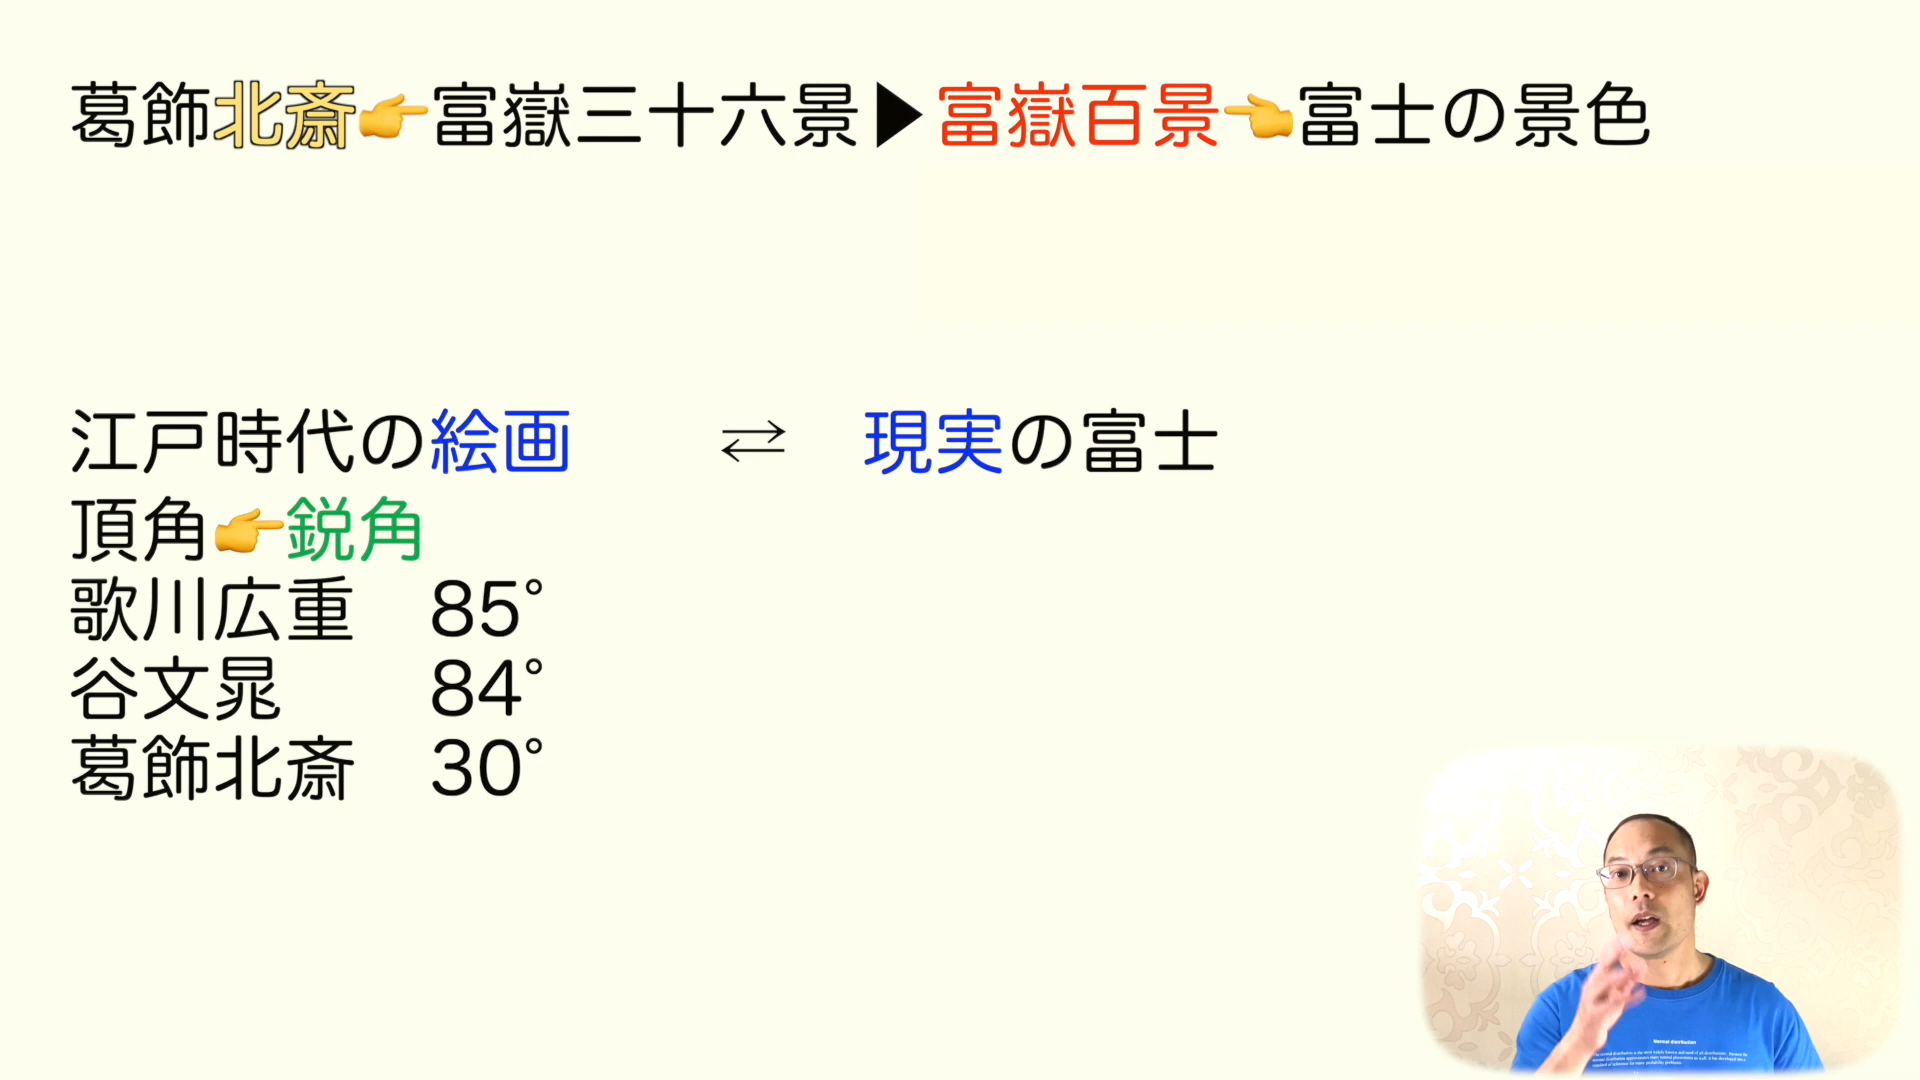 葛飾北斎👉富嶽三十六景▶富嶽百景👈富士の景色
江戸時代の絵画 ⇄ 現実の富士
頂角👉鋭角
歌川広重 85°
谷文晁 84°
葛飾北斎 30°
Normal distribution